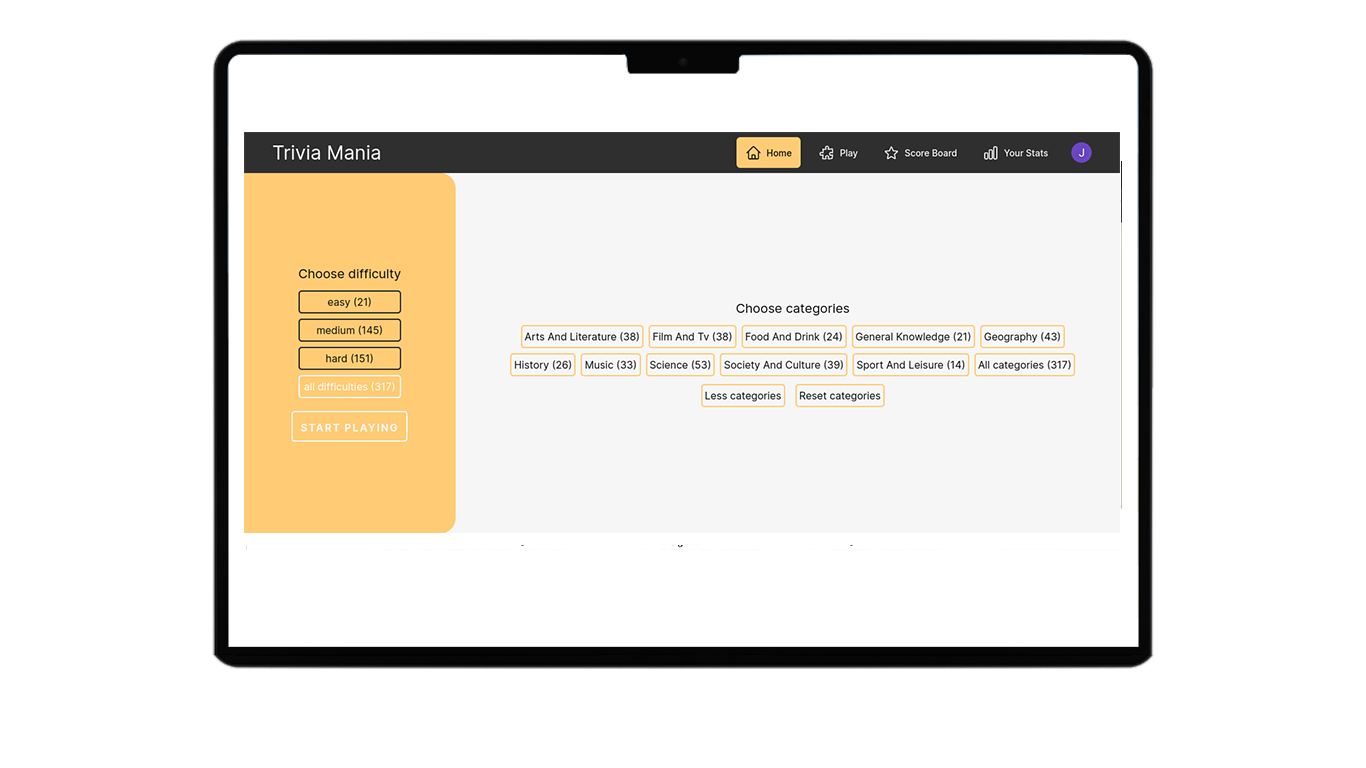 Trivia Mania
Home Play Score Board Your Stats J
Choose difficulty
easy (21)
medium (145)
hard (151)
all difficulties (317)
START PLAYING
Choose categories
Arts And Literature (38) Film And Tv (38) Food And Drink (24) General Knowledge (21) Geography (43)
History (26) Music (33) Science (53) Society And Culture (39) Sport And Leisure (14) All categories (317)
Less categories Reset categories